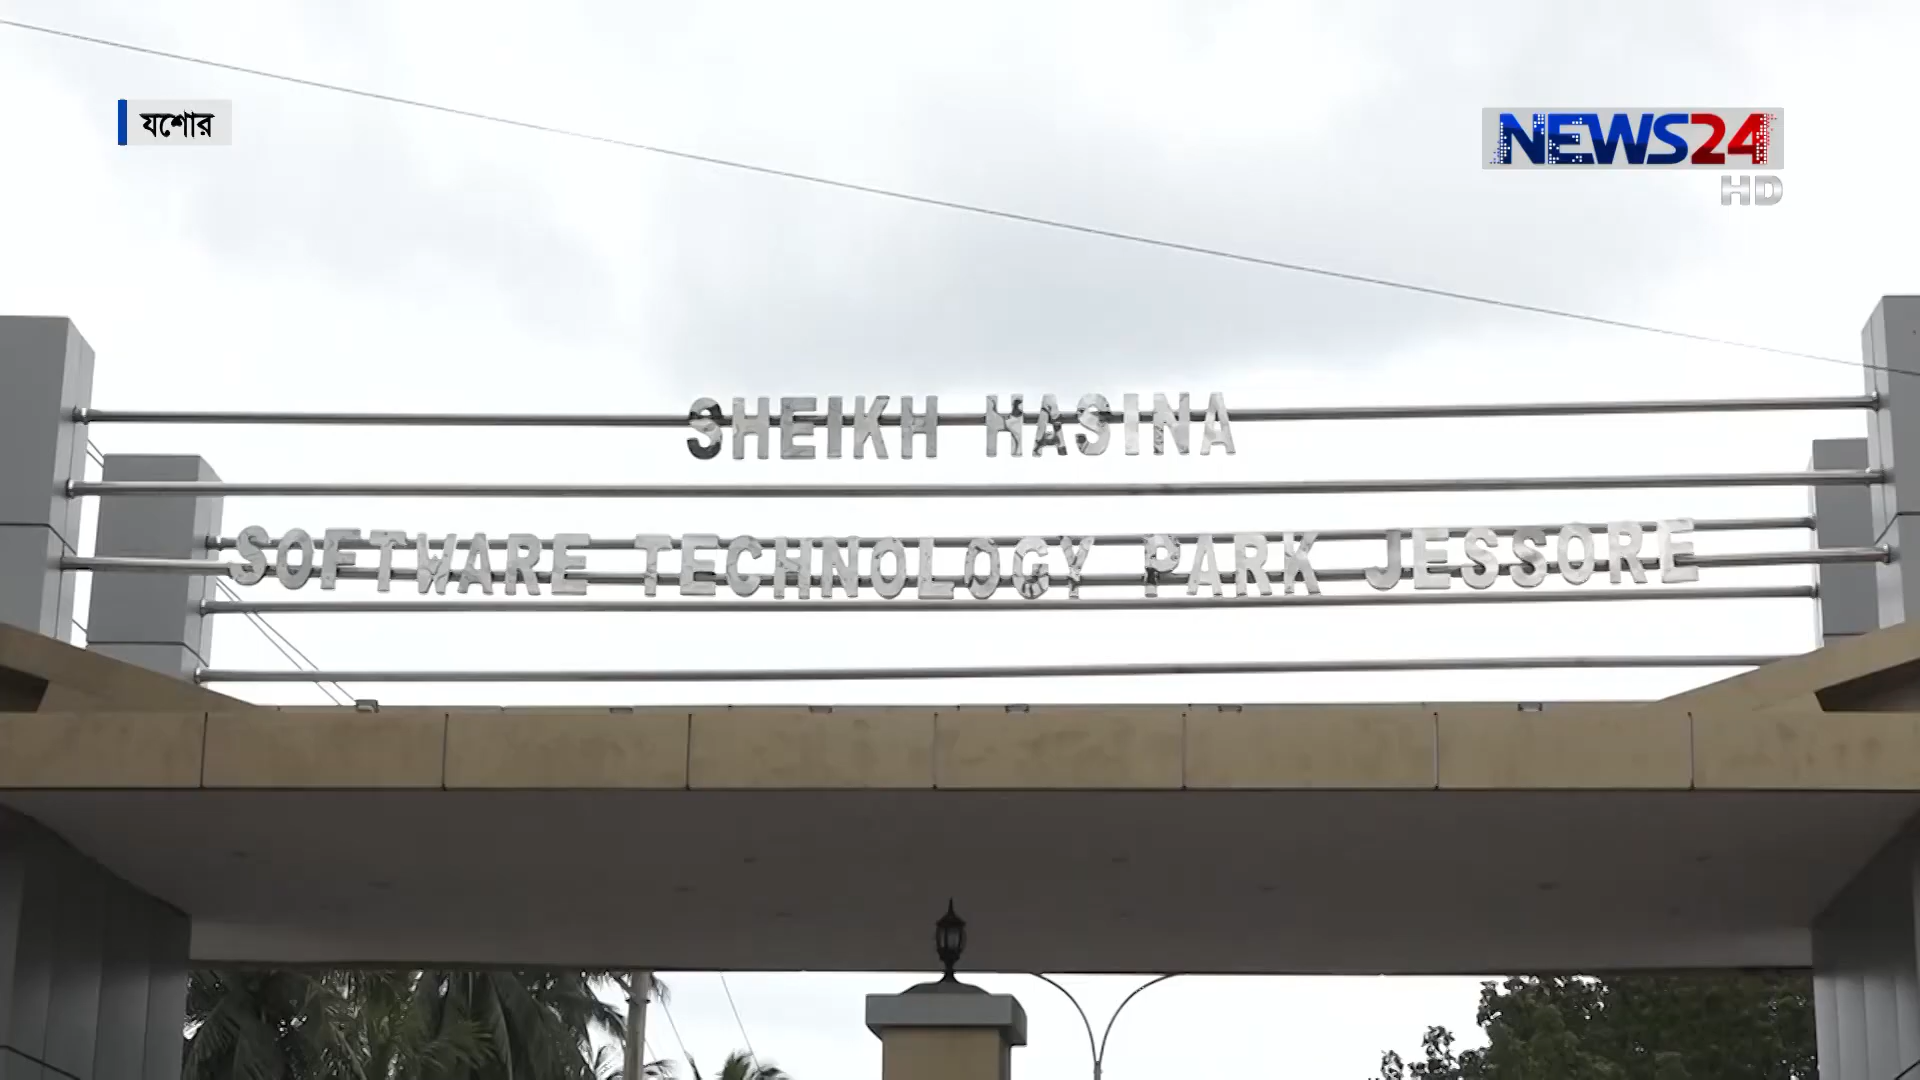 যশোর
NEWS24
HD
SHEIKH HASINA
SOFTWARE TECHNOLOGY PARK JESSORE